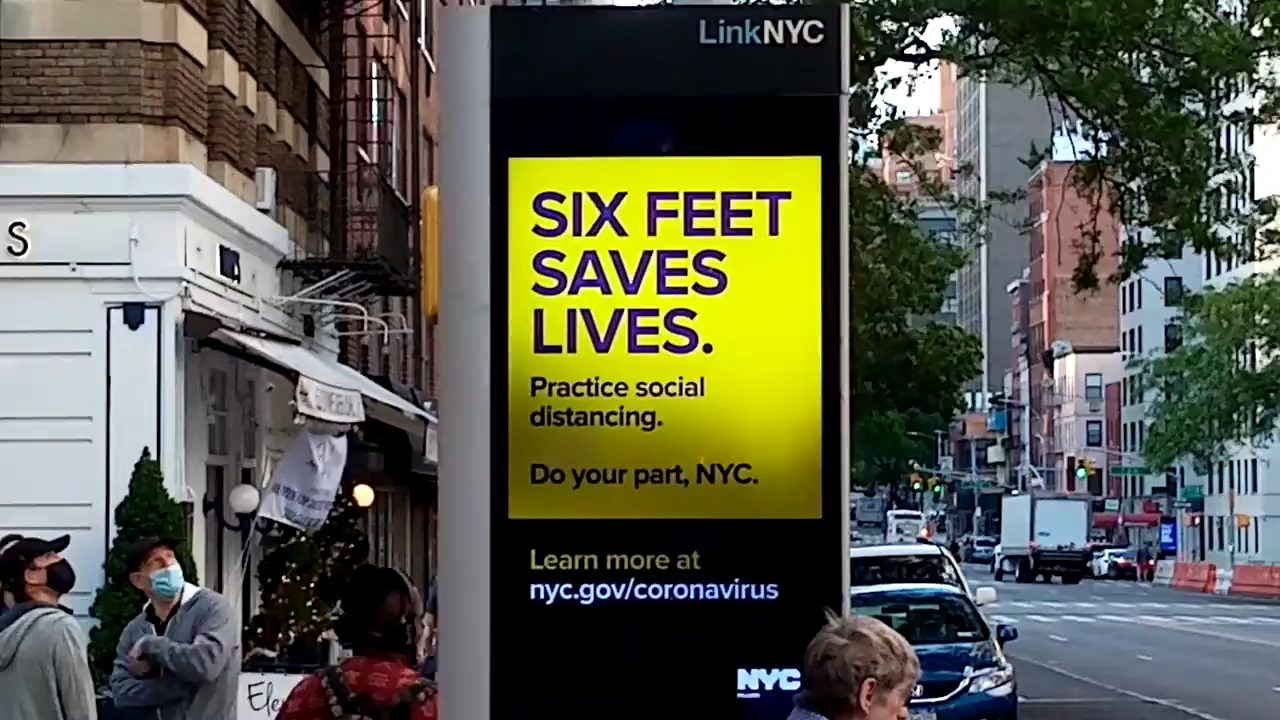 LinkNYC
SIX FEET
SAVES
LIVES.
Practice social
distancing.
Do your part, NYC.
Learn more at
nyc.gov/coronavirus
NYC
S